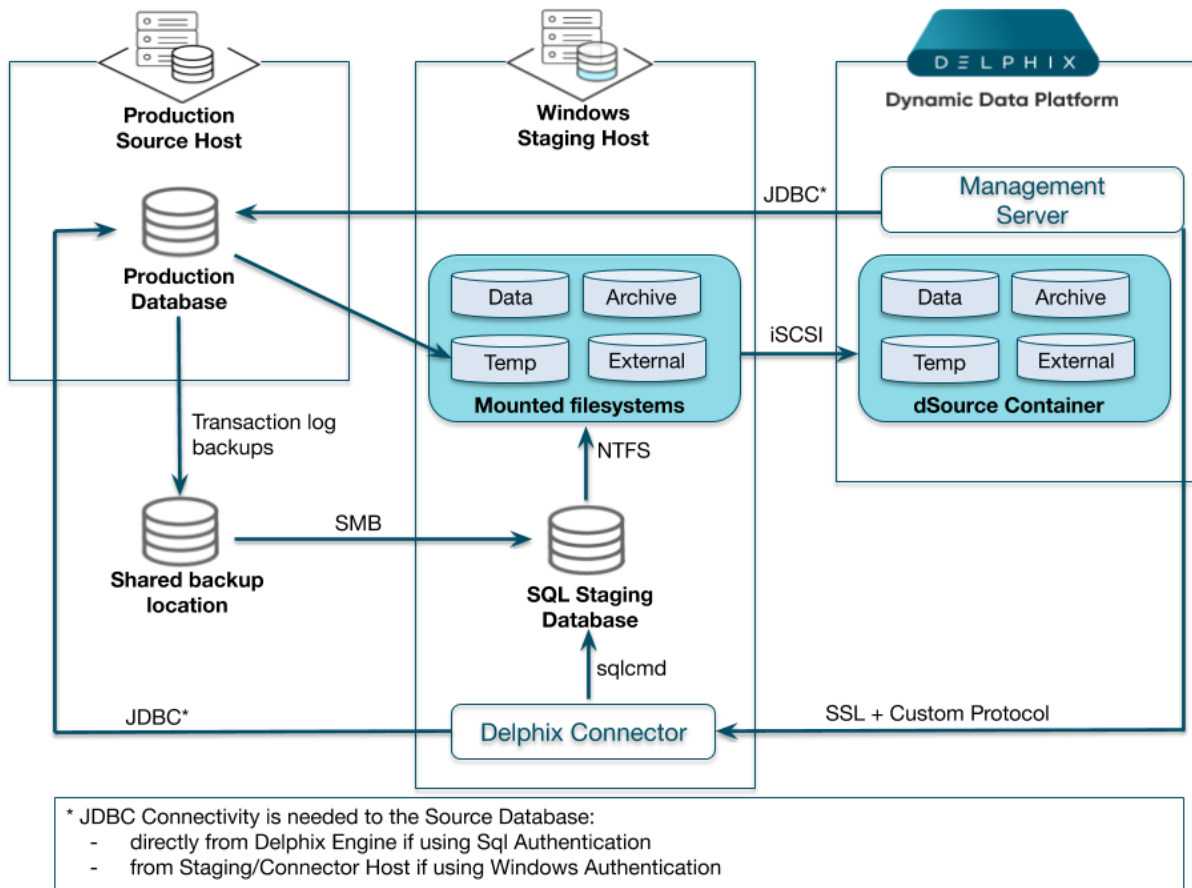 DELPHIX
Production
Source Host
Windows
Staging Host
Dynamic Data Platform
JDBC*
Management
Server
Production
Database
Data
Archive
Temp
External
Mounted filesystems
iSCSI
Data
Archive
Temp
External
dSource Container
Transaction log
backups
NTFS
SMB
Shared backup
location
SQL Staging
Database
sqlcmd
JDBC*
Delphix Connector
SSL + Custom Protocol
* JDBC Connectivity is needed to the Source Database:
- directly from Delphix Engine if using Sql Authentication
- from Staging/Connector Host if using Windows Authentication